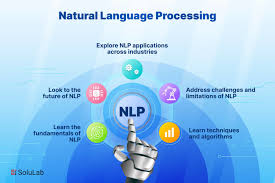 Natural Language Processing
Explore NLP applications
across industries
Look to the
future of NLP
Address challenges and
limitations of NLP
NLP
Learn the
fundamentals of
NLP
Learn techniques
and algorithms
SoluLab